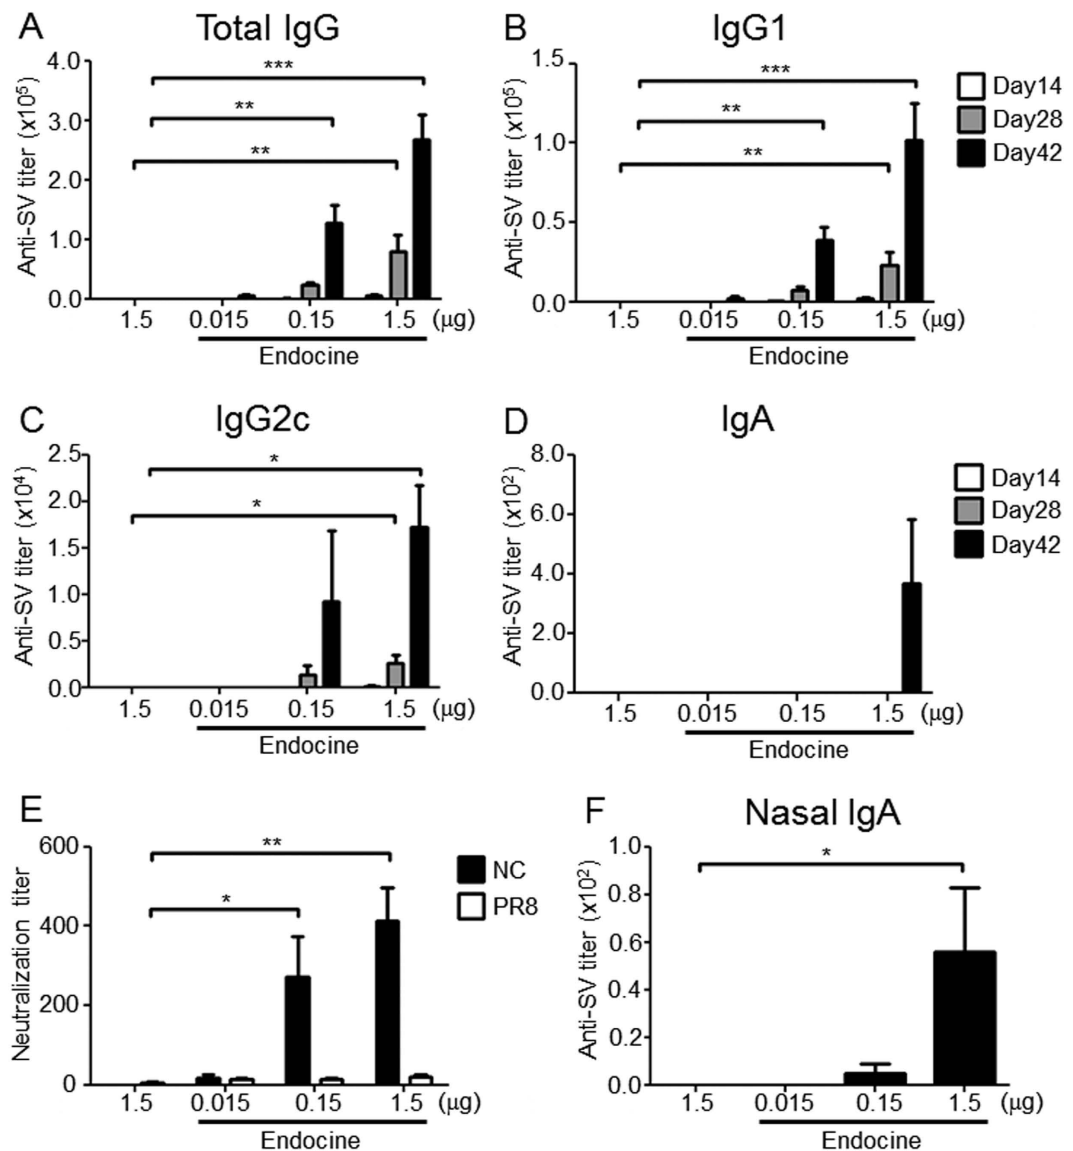 A
Total IgG
Anti-SV titer (x10⁵)
4.0
3.0
2.0
1.0
0.0
***
**
**
1.5 0.015 0.15 1.5 (μg)
Endocine
B
IgG1
Anti-SV titer (x10⁵)
1.5
1.0
0.5
0.0
***
**
**
1.5 0.015 0.15 1.5 (μg)
Endocine
Day14
Day28
Day42
C
IgG2c
Anti-SV titer (x10⁴)
2.5
2.0
1.5
1.0
0.5
0.0
*
*
1.5 0.015 0.15 1.5 (μg)
Endocine
D
IgA
Anti-SV titer (x10²)
8.0
6.0
4.0
2.0
0.0
1.5 0.015 0.15 1.5 (μg)
Endocine
Day14
Day28
Day42
E
Neutralization titer
600
400
200
0
**
*
1.5 0.015 0.15 1.5 (μg)
Endocine
NC
PR8
F
Nasal IgA
Anti-SV titer (x10²)
1.0
0.8
0.6
0.4
0.2
0.0
*
1.5 0.015 0.15 1.5 (μg)
Endocine